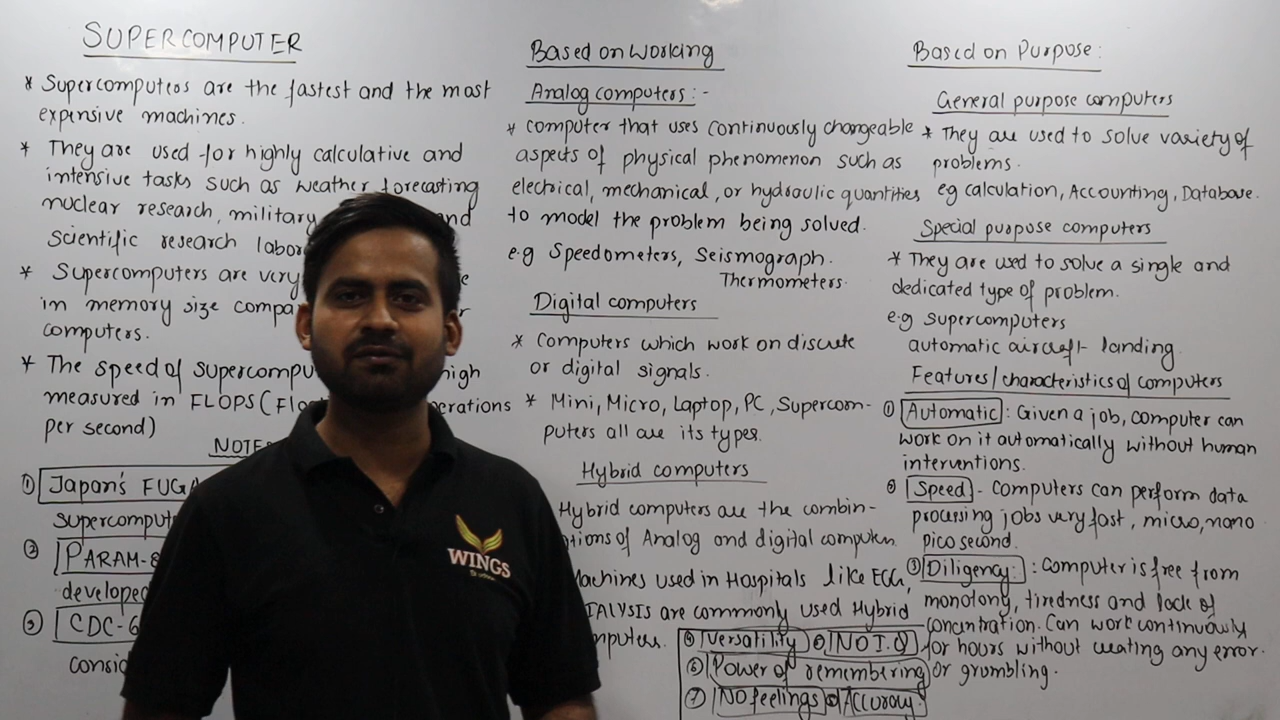 SUPERCOMPUTER
* Supercomputers are the fastest and the most
expensive machines.
* They are used for highly calculative and
intensive tasks such as weather forecasting
nuclear research, military and
Scientific research
* Supercomputers are very
in memory size
computers.
* The speed of high
measured in FLOPS ( operations
per second)
NOTE
① Japan's
②
developed
③

Based on Working
Analog computers:-
* computer that uses continuously changeable
aspects of physical phenomenon such as
electrical, mechanical, or hydraulic quantities
to model the problem being solved.
e.g Speedometers, Seismograph.
Thermometers.
Digital computers
* Computers which work on discrete
or digital signals.
* Mini, Micro, Laptop, PC, Supercom-
puters all are its types.
Hybrid computers
Hybrid computers are the combin-
of Analog and digital computer.
Machines used in Hospitals like ECG,
are commonly used Hybrid

Based on Purpose:
General purpose computers
* They are used to solve variety of
problems.
eg calculation, Accounting, Database.
Special purpose computers
* They are used to solve a single and
dedicated type of problem.
e.g supercomputers
automatic aircraft landing.
Features/characteristics of computers
① Automatic: Given a job, computer can
work on it automatically without human
interventions.
② Speed - Computers can perform data
processing jobs very fast, micro, nano
pico second.
③ Diligency: : Computer is free from
monotony, tiredness and lack of
concentration. Can work continuously
for hours without creating any error.
or grumbling.
Versatility NO I.Q
⑥ Power of remembering
⑦ No feelings Accuracy.
WINGS